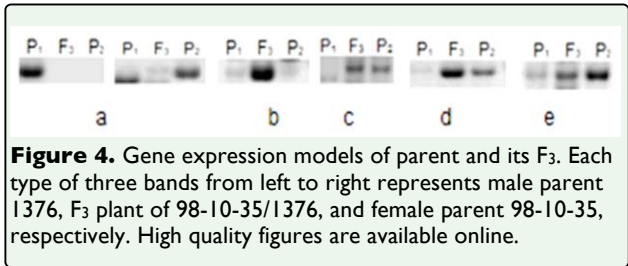 P₁ F₃ P₂ P₁ F₃ P₂ P₁ F₃ P₂ P₁ F₃ P₂ P₁ F₃ P₂ P₁ F₃ P₂
a b c d e
Figure 4. Gene expression models of parent and its F₃. Each
type of three bands from left to right represents male parent
1376, F₃ plant of 98-10-35/1376, and female parent 98-10-35,
respectively. High quality figures are available online.